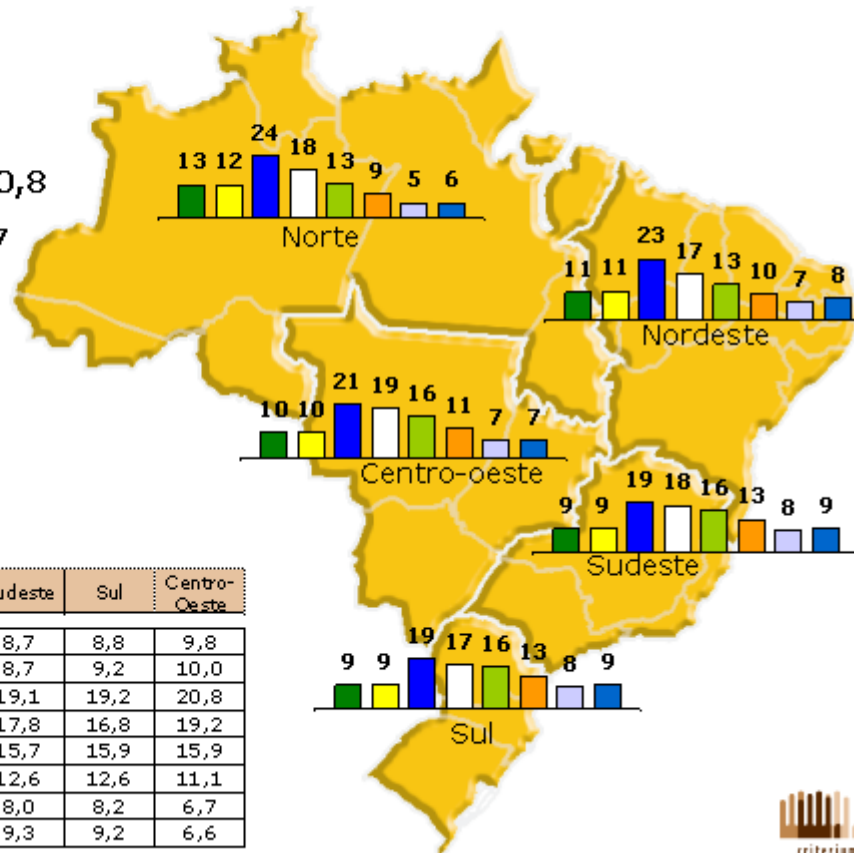 24
13 12 18 13 9 5 6
0,8
7
Norte
23
11 11 17 13 10 7 8
Nordeste
21
10 10 19 16 11 7 7
Centro-oeste
19
9 9 18 16 13 8 9
Sudeste
udeste Sul Centro-
Oeste
8,7 8,8 9,8
8,7 9,2 10,0
19,1 19,2 20,8
17,8 16,8 19,2
15,7 15,9 15,9
12,6 12,6 11,1
8,0 8,2 6,7
9,3 9,2 6,6
19
9 9 17 16 13 8 9
Sul
criterium